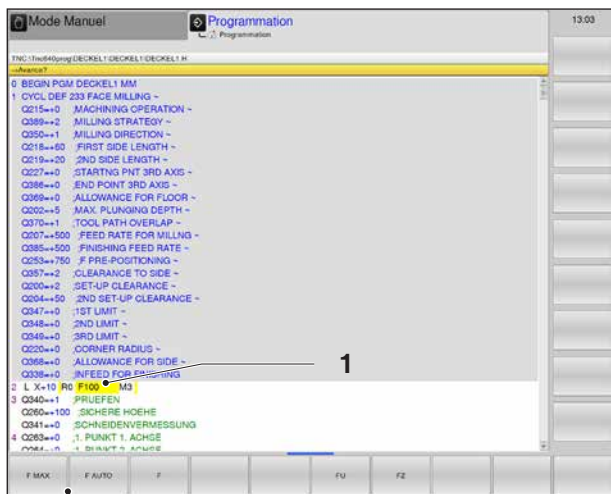 Mode Manuel
Programmation
Programmation
13:03
TNC:\Tnc640prog\DECKEL1\DECKEL1\DECKEL1.H
→Avance?
0 BEGIN PGM DECKEL1 MM
1 CYCL DEF 233 FACE MILLING ~
Q215=+0 ;MACHINING OPERATION ~
Q389=+2 ;MILLING STRATEGY ~
Q350=+1 ;MILLING DIRECTION ~
Q218=+60 ;FIRST SIDE LENGTH ~
Q219=+20 ;2ND SIDE LENGTH ~
Q227=+0 ;STARTNG PNT 3RD AXIS ~
Q386=+0 ;END POINT 3RD AXIS ~
Q369=+0 ;ALLOWANCE FOR FLOOR ~
Q202=+5 ;MAX. PLUNGING DEPTH ~
Q370=+1 ;TOOL PATH OVERLAP ~
Q207=+500 ;FEED RATE FOR MILLNG ~
Q385=+500 ;FINISHING FEED RATE ~
Q253=+750 ;F PRE-POSITIONING ~
Q357=+2 ;CLEARANCE TO SIDE ~
Q200=+2 ;SET-UP CLEARANCE ~
Q204=+50 ;2ND SET-UP CLEARANCE ~
Q347=+0 ;1ST LIMIT ~
Q348=+0 ;2ND LIMIT ~
Q349=+0 ;3RD LIMIT ~
Q220=+0 ;CORNER RADIUS ~
Q368=+0 ;ALLOWANCE FOR SIDE ~
Q338=+0 ;INFEED FOR FINISHING
1
2 L X+10 R0 F100 M3
3 Q340=+1 ;PRUEFEN
Q260=+100 ;SICHERE HOEHE
Q341=+0 ;SCHNEIDENVERMESSUNG
4 Q263=+0 ;1. PUNKT 1. ACHSE
Q264=+0 ;1. PUNKT 2. ACHSE
F MAX F AUTO F FU FZ